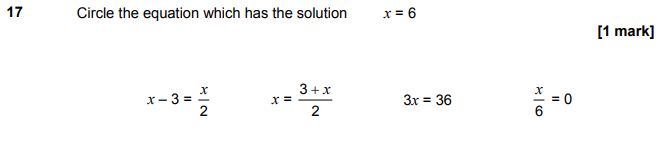 17 Circle the equation which has the solution x = 6
[1 mark]
x – 3 = x/2 x = (3 + x)/2 3x = 36 x/6 = 0